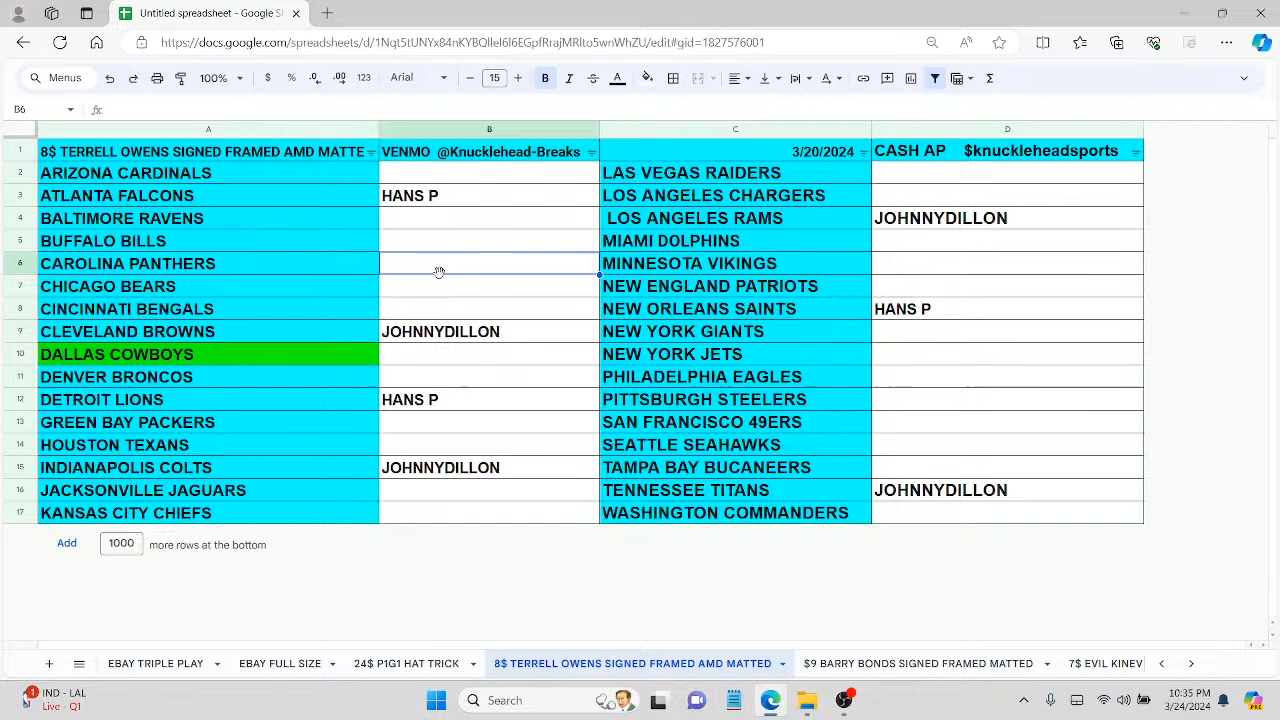 Untitled spreadsheet - Google S
https://docs.google.com/spreadsheets/d/1Nqt5tUNYx84nKYBQlleI6l6EGpfRrajMRIto5wnWhZU/edit#gid=1827576001
Menus 100% $ % .0 .00 123 Arial 15 B I A
B6 fx
A B C D
1 8$ TERRELL OWENS SIGNED FRAMED AMD MATTE VENMO @Knucklehead-Breaks 3/20/2024 CASH AP $knuckleheadsports
2 ARIZONA CARDINALS LAS VEGAS RAIDERS
3 ATLANTA FALCONS HANS P LOS ANGELES CHARGERS
4 BALTIMORE RAVENS LOS ANGELES RAMS JOHNNYDILLON
5 BUFFALO BILLS MIAMI DOLPHINS
CAROLINA PANTHERS MINNESOTA VIKINGS
7 CHICAGO BEARS NEW ENGLAND PATRIOTS
8 CINCINNATI BENGALS NEW ORLEANS SAINTS HANS P
CLEVELAND BROWNS JOHNNYDILLON NEW YORK GIANTS
10 DALLAS COWBOYS NEW YORK JETS
11 DENVER BRONCOS PHILADELPHIA EAGLES
12 DETROIT LIONS HANS P PITTSBURGH STEELERS
13 GREEN BAY PACKERS SAN FRANCISCO 49ERS
14 HOUSTON TEXANS SEATTLE SEAHAWKS
15 INDIANAPOLIS COLTS JOHNNYDILLON TAMPA BAY BUCANEERS
16 JACKSONVILLE JAGUARS TENNESSEE TITANS JOHNNYDILLON
KANSAS CITY CHIEFS WASHINGTON COMMANDERS
Add 1000 more rows at the bottom
EBAY TRIPLE PLAY EBAY FULL SIZE 24$ P1G1 HAT TRICK 8$ TERRELL OWENS SIGNED FRAMED AMD MATTED $9 BARRY BONDS SIGNED FRAMED MATTED 7$ EVIL KNEV
1 IND - LAL
Live - Q1
Search
10:35 PM
3/24/2024
PRE